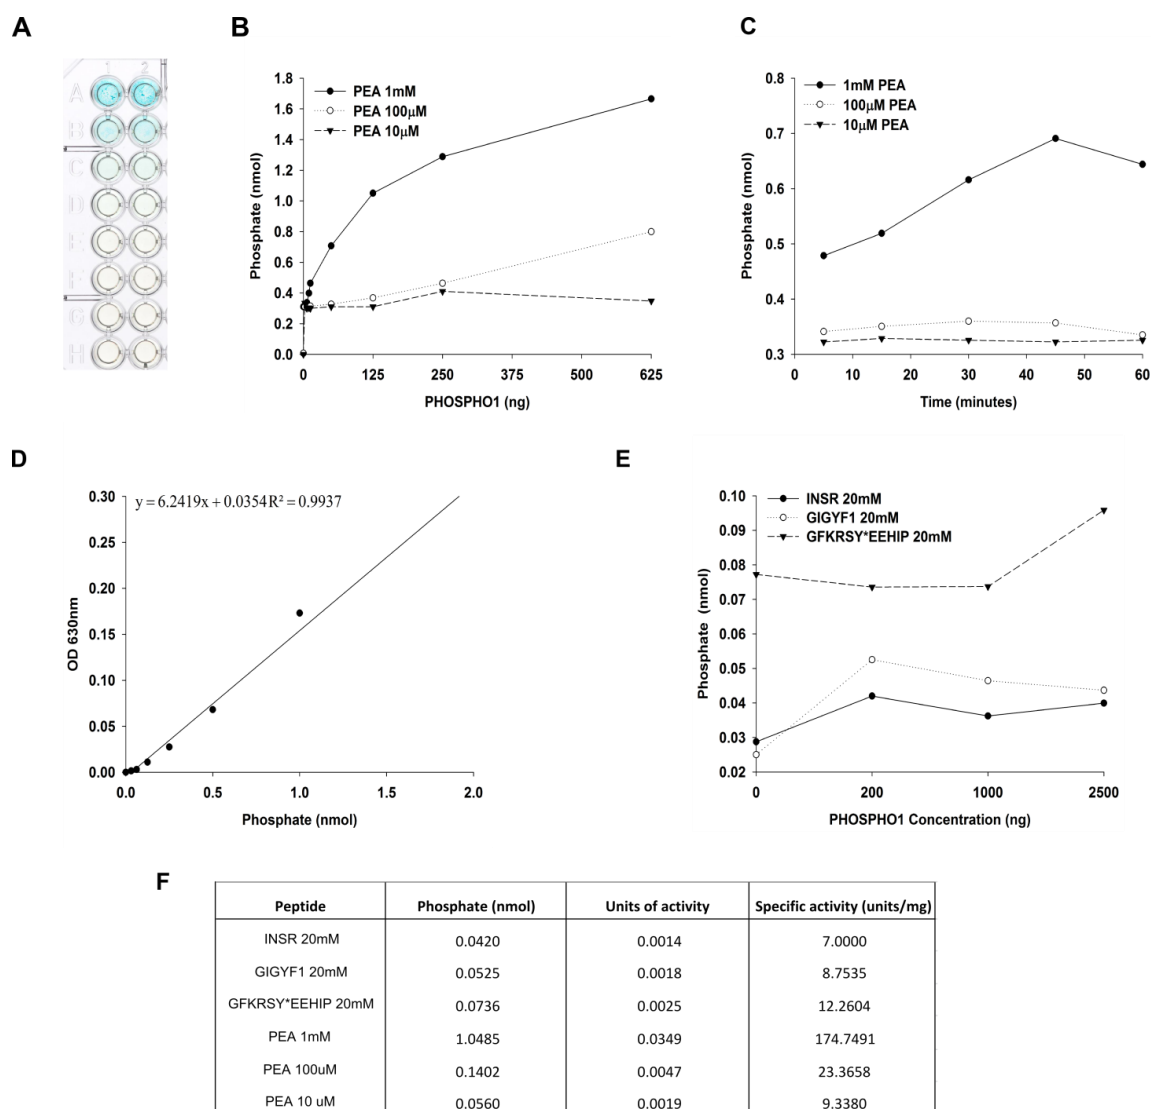 A
B
C
1
2
A
B
C
D
E
F
G
H
PEA 1mM
PEA 100μM
PEA 10μM
1.8
1.6
1.4
1.2
1.0
0.8
0.6
0.4
0.2
0.0
Phosphate (nmol)
0
125
250
375
500
625
PHOSPHO1 (ng)
1mM PEA
100μM PEA
10μM PEA
0.8
0.7
0.6
0.5
0.4
0.3
Phosphate (nmol)
0
10
20
30
40
50
60
Time (minutes)
D
E
y = 6.2419x + 0.0354R² = 0.9937
0.30
0.25
0.20
0.15
0.10
0.05
0.00
OD 630nm
0.0
0.5
1.0
1.5
2.0
Phosphate (nmol)
INSR 20mM
GIGYF1 20mM
GFKRSY*EEHIP 20mM
0.10
0.09
0.08
0.07
0.06
0.05
0.04
0.03
0.02
Phosphate (nmol)
0
200
1000
2500
PHOSPHO1 Concentration (ng)
F
Peptide Phosphate (nmol) Units of activity Specific activity (units/mg)
INSR 20mM 0.0420 0.0014 7.0000
GIGYF1 20mM 0.0525 0.0018 8.7535
GFKRSY*EEHIP 20mM 0.0736 0.0025 12.2604
PEA 1mM 1.0485 0.0349 174.7491
PEA 100uM 0.1402 0.0047 23.3658
PEA 10 uM 0.0560 0.0019 9.3380